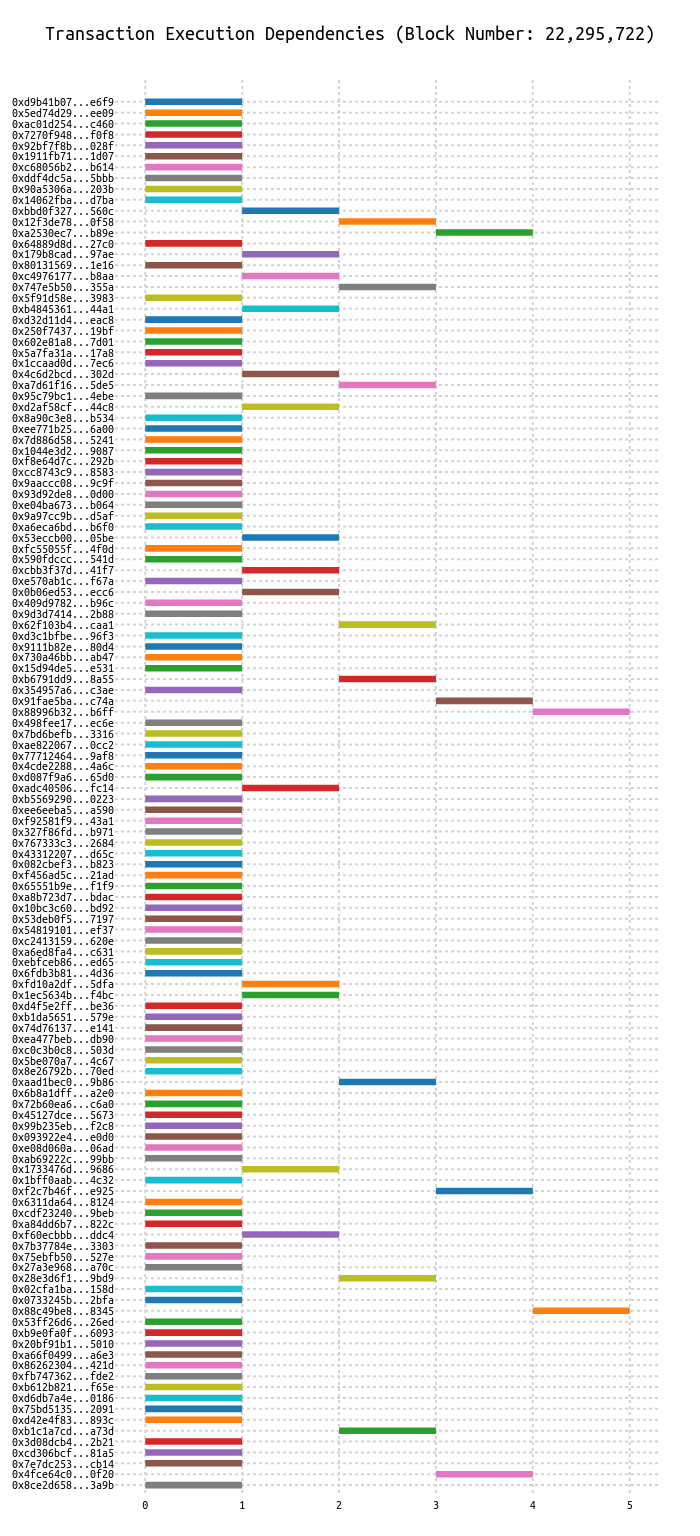 Transaction Execution Dependencies (Block Number: 22,295,722)
0xd9b41b07...e6f9
0x5ed74d29...ee09
0xac01d254...c460
0x7270f948...f0f8
0x92bf7f8b...028f
0x1911fb71...1d07
0xc68056b2...b614
0xddf4dc5a...5bbb
0x90a5306a...203b
0x14062fba...d7ba
0xbbd0f327...560c
0x12f3de78...0f58
0xa2530ec7...b89e
0x64889d8d...27c0
0x179b8cad...97ae
0x80131569...1e16
0xc4976177...b8aa
0x747e5b50...355a
0x5f91d58e...3983
0xb4845361...44a1
0xd32d11d4...eac8
0x250f7437...19bf
0x602e81a8...7d01
0x5a7fa31a...17a8
0x1ccaad0d...7ec6
0x4c6d2bcd...302d
0xa7d61f16...5de5
0x95c79bc1...4ebe
0xd2af58cf...44c8
0x8a90c3e8...b534
0xee771b25...6a00
0x7d886d58...5241
0x1044e3d2...9087
0xf8e64d7c...292b
0xcc8743c9...8583
0x9aaccc08...9c9f
0x93d92de8...0d00
0xe04ba673...b064
0x9a97cc9b...d5af
0xa6eca6bd...b6f0
0x53eccb00...05be
0xfc55055f...4f0d
0x590fdccc...541d
0xcbb3f37d...41f7
0xe570ab1c...f67a
0x0b06ed53...ecc6
0x409d9782...b96c
0x9d3d7414...2b88
0x62f103b4...caa1
0xd3c1bfbe...96f3
0x9111b82e...80d4
0x730a46bb...ab47
0x15d94de5...e531
0xb6791dd9...8a55
0x354957a6...c3ae
0x91fae5ba...c74a
0x88996b32...b6ff
0x498fee17...ec6e
0x7bd6befb...3316
0xae822067...0cc2
0x77712464...9af8
0x4cde2288...4a6c
0xd087f9a6...65d0
0xadc40506...fc14
0xb5569290...0223
0xee6eeba5...a590
0xf92581f9...43a1
0x327f86fd...b971
0x767333c3...2684
0x43312207...d65c
0x082cbef3...b823
0xf456ad5c...21ad
0x65551b9e...f1f9
0xa8b723d7...bdac
0x10bc3c60...bd92
0x53deb0f5...7197
0x54819101...ef37
0xc2413159...620e
0xa6ed8fa4...c631
0xebfceb86...ed65
0x6fdb3b81...4d36
0xfd10a2df...5dfa
0x1ec5634b...f4bc
0xd4f5e2ff...be36
0xb1da5651...579e
0x74d76137...e141
0xea477beb...db90
0xc0c3b0c8...503d
0x5be070a7...4c67
0x8e26792b...70ed
0xaad1bec0...9b86
0x6b8a1dff...a2e0
0x72b60ea6...c6a0
0x45127dce...5673
0x99b235eb...f2c8
0x093922e4...e0d0
0xe08d060a...06ad
0xab69222c...99bb
0x1733476d...9686
0x1bff0aab...4c32
0xf2c7b46f...e925
0x6311da64...8124
0xcdf23240...9beb
0xa84dd6b7...822c
0xf60ecbbb...ddc4
0x7b37784e...3303
0x75ebfb50...527e
0x27a3e968...a70c
0x28e3d6f1...9bd9
0x02cfa1ba...158d
0x0733245b...2bfa
0x88c49be8...8345
0x53ff26d6...26ed
0xb9e0fa0f...6093
0x20bf91b1...5010
0xa66f0499...a6e3
0x86262304...421d
0xfb747362...fde2
0xb612b821...f65e
0xd6db7a4e...0186
0x75bd5135...2091
0xd42e4f83...893c
0xb1c1a7cd...a73d
0x3d08dcb4...2b21
0xcd306bcf...81a5
0x7e7dc253...cb14
0x4fce64c0...0f20
0x8ce2d658...3a9b
0 1 2 3 4 5